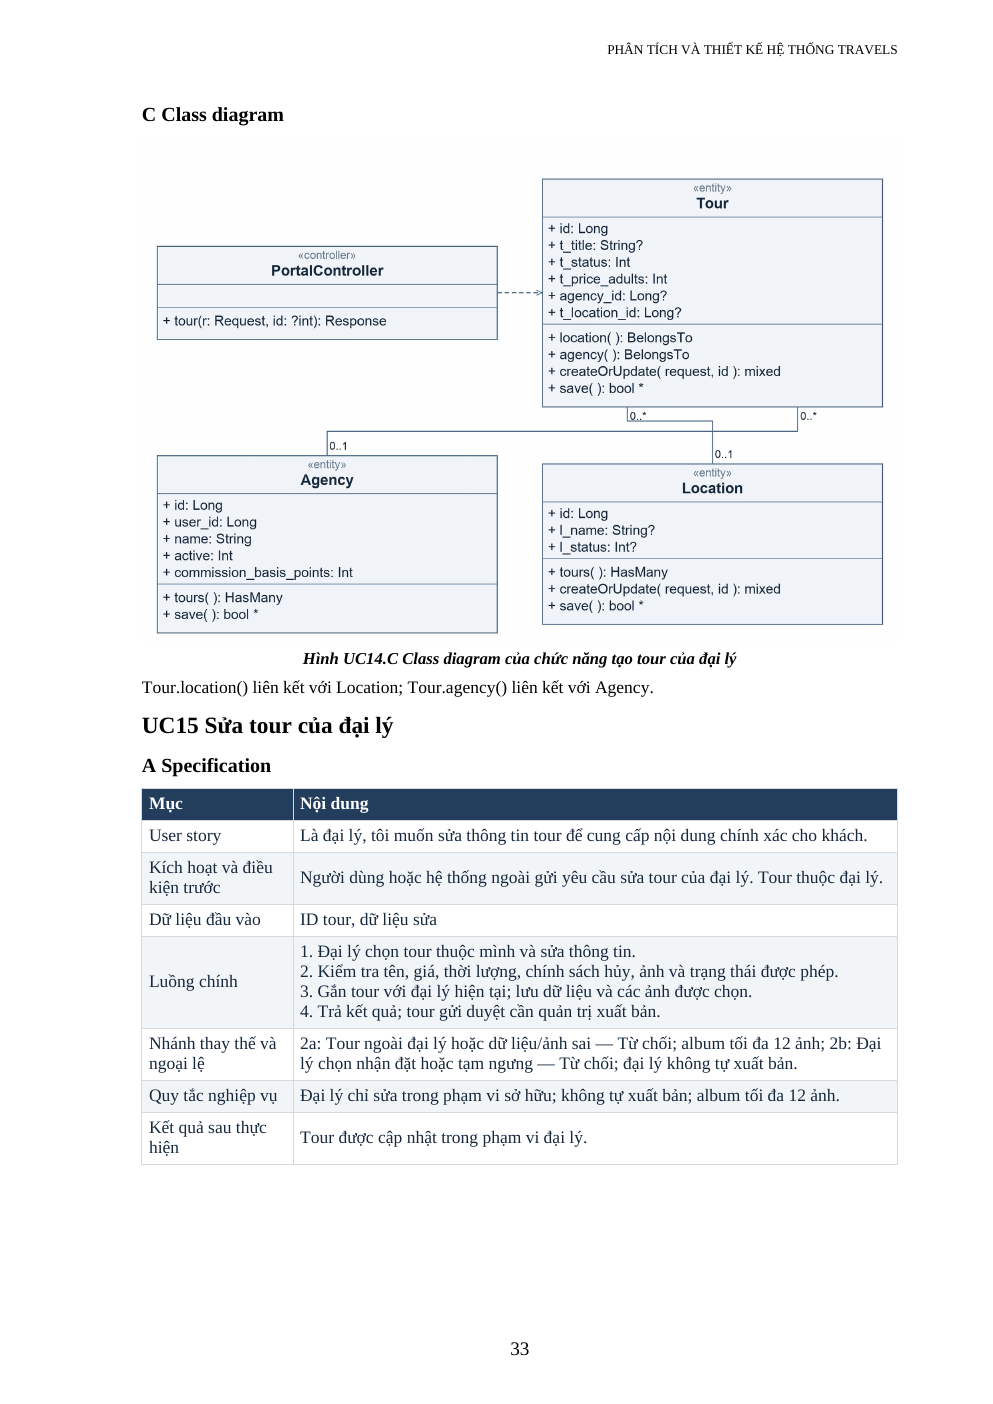 PHÂN TÍCH VÀ THIẾT KẾ HỆ THỐNG TRAVELS
C Class diagram
«entity»
Tour
+ id: Long
+ t_title: String?
+ t_status: Int
+ t_price_adults: Int
+ agency_id: Long?
+ t_location_id: Long?
+ location( ): BelongsTo
+ agency( ): BelongsTo
+ createOrUpdate( request, id ): mixed
+ save( ): bool *
«controller»
PortalController
+ tour(r: Request, id: ?int): Response
0..*
0..*
0..1
0..1
«entity»
Agency
+ id: Long
+ user_id: Long
+ name: String
+ active: Int
+ commission_basis_points: Int
+ tours( ): HasMany
+ save( ): bool *
«entity»
Location
+ id: Long
+ l_name: String?
+ l_status: Int?
+ tours( ): HasMany
+ createOrUpdate( request, id ): mixed
+ save( ): bool *
Hình UC14.C Class diagram của chức năng tạo tour của đại lý
Tour.location() liên kết với Location; Tour.agency() liên kết với Agency.
UC15 Sửa tour của đại lý
A Specification
Mục Nội dung
User story Là đại lý, tôi muốn sửa thông tin tour để cung cấp nội dung chính xác cho khách.
Kích hoạt và điều
kiện trước
Người dùng hoặc hệ thống ngoài gửi yêu cầu sửa tour của đại lý. Tour thuộc đại lý.
Dữ liệu đầu vào ID tour, dữ liệu sửa
Luồng chính
1. Đại lý chọn tour thuộc mình và sửa thông tin.
2. Kiểm tra tên, giá, thời lượng, chính sách hủy, ảnh và trạng thái được phép.
3. Gắn tour với đại lý hiện tại; lưu dữ liệu và các ảnh được chọn.
4. Trả kết quả; tour gửi duyệt cần quản trị xuất bản.
Nhánh thay thế và
ngoại lệ
2a: Tour ngoài đại lý hoặc dữ liệu/ảnh sai — Từ chối; album tối đa 12 ảnh; 2b: Đại
lý chọn nhận đặt hoặc tạm ngưng — Từ chối; đại lý không tự xuất bản.
Quy tắc nghiệp vụ Đại lý chỉ sửa trong phạm vi sở hữu; không tự xuất bản; album tối đa 12 ảnh.
Kết quả sau thực
hiện
Tour được cập nhật trong phạm vi đại lý.
33